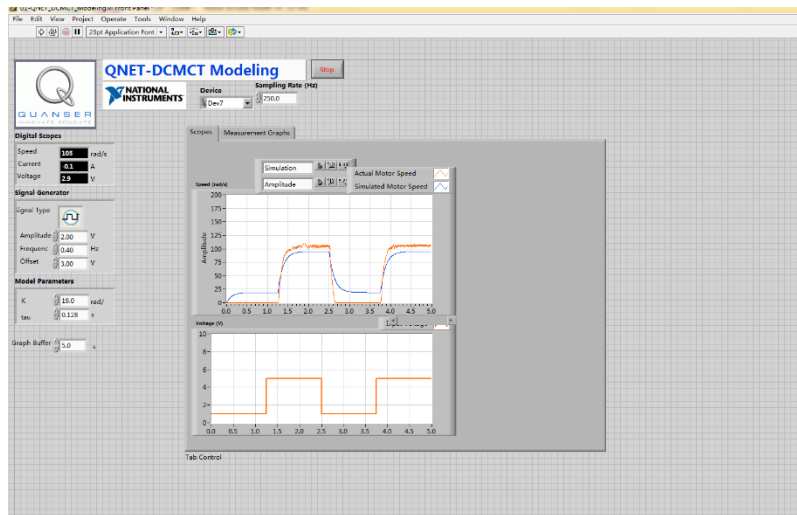 01-QNET_DCMCT_Modeling.vi Front Panel
File Edit View Project Operate Tools Window Help
23pt Application Font
QNET-DCMCT Modeling
Stop
QUANSER
INNOVATE EDUCATE
NATIONAL INSTRUMENTS
Device
Dev7
Sampling Rate (Hz)
250.0
Digital Scopes
Speed 105 rad/s
Current -0.1 A
Voltage 2.9 V
Signal Generator
Signal Type
Amplitude 2.00 V
Frequenc 0.40 Hz
Offset 3.00 V
Model Parameters
K 19.0 rad/
tau 0.128 s
Graph Buffer 5.0 s
Scopes Measurement Graphs
Simulation
Amplitude
Actual Motor Speed
Simulated Motor Speed
Speed (rad/s)
Amplitude
200
175
150
125
100
75
50
25
0
0.0 0.5 1.0 1.5 2.0 2.5 3.0 3.5 4.0 4.5 5.0
Voltage (V)
10
8
6
4
2
0
0.0 0.5 1.0 1.5 2.0 2.5 3.0 3.5 4.0 4.5 5.0
Tab Control